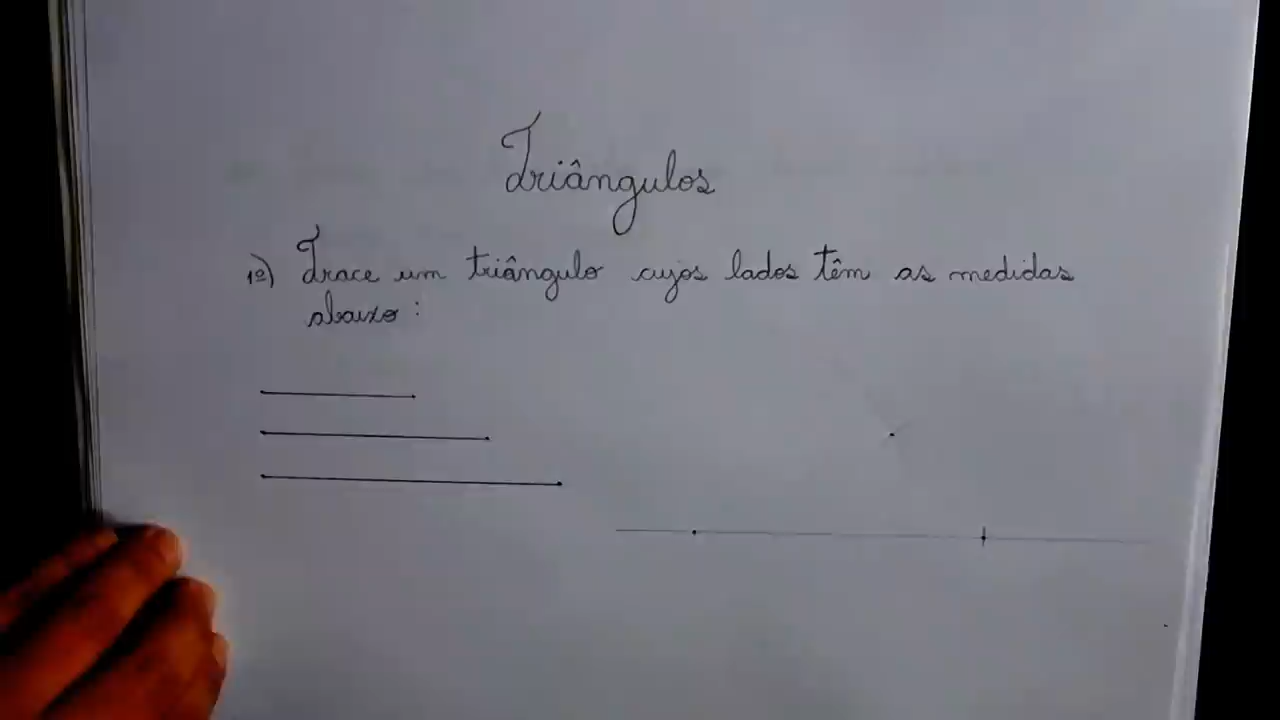 Triângulos
1º) Trace um triângulo cujos lados têm as medidas
abaixo :